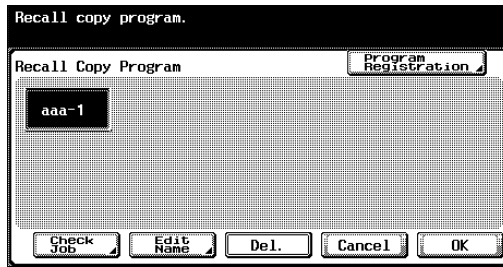 Recall copy program.
Recall Copy Program
Program
Registration
aaa-1
Check
Job
Edit
Name
Del.
Cancel
OK